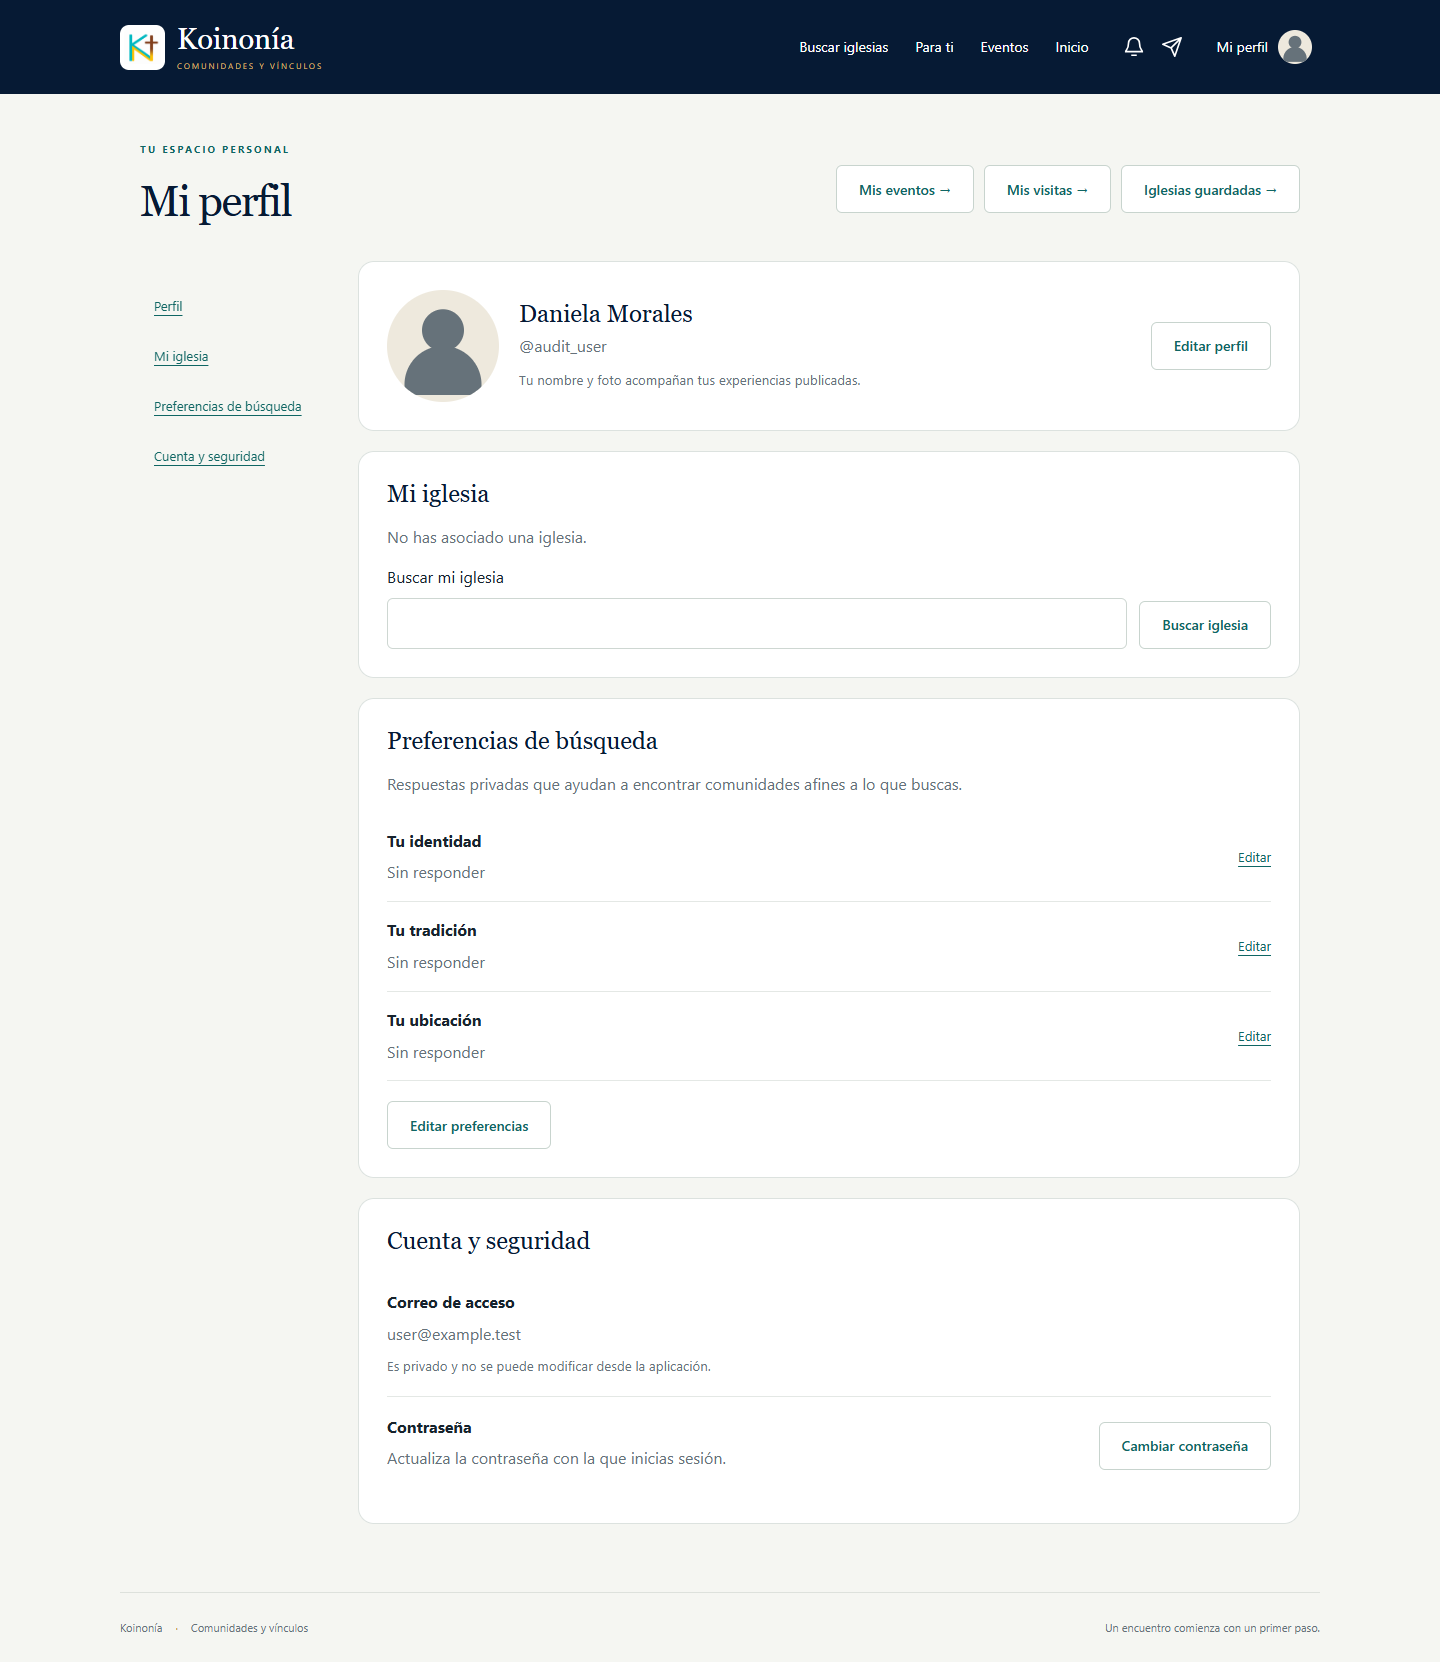 Koinonía
COMUNIDADES Y VÍNCULOS
Buscar iglesias
Para ti
Eventos
Inicio
Mi perfil
TU ESPACIO PERSONAL
Mi perfil
Mis eventos →
Mis visitas →
Iglesias guardadas →
Perfil
Mi iglesia
Preferencias de búsqueda
Cuenta y seguridad
Daniela Morales
@audit_user
Tu nombre y foto acompañan tus experiencias publicadas.
Editar perfil
Mi iglesia
No has asociado una iglesia.
Buscar mi iglesia
Buscar iglesia
Preferencias de búsqueda
Respuestas privadas que ayudan a encontrar comunidades afines a lo que buscas.
Tu identidad
Sin responder
Editar
Tu tradición
Sin responder
Editar
Tu ubicación
Sin responder
Editar
Editar preferencias
Cuenta y seguridad
Correo de acceso
user@example.test
Es privado y no se puede modificar desde la aplicación.
Contraseña
Actualiza la contraseña con la que inicias sesión.
Cambiar contraseña
Koinonía · Comunidades y vínculos
Un encuentro comienza con un primer paso.